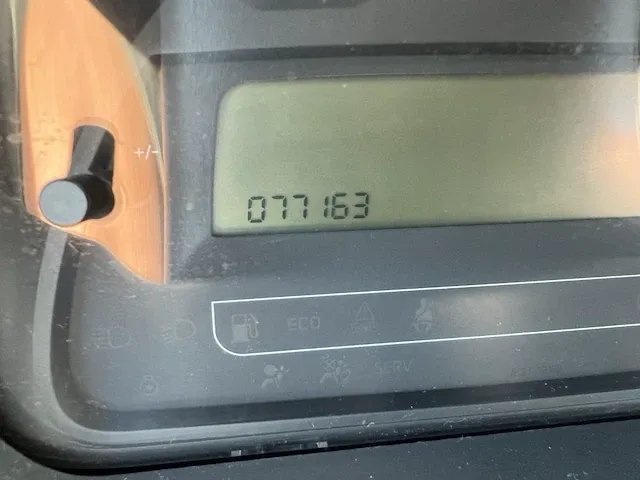 +/-
077163
ECO
SERV